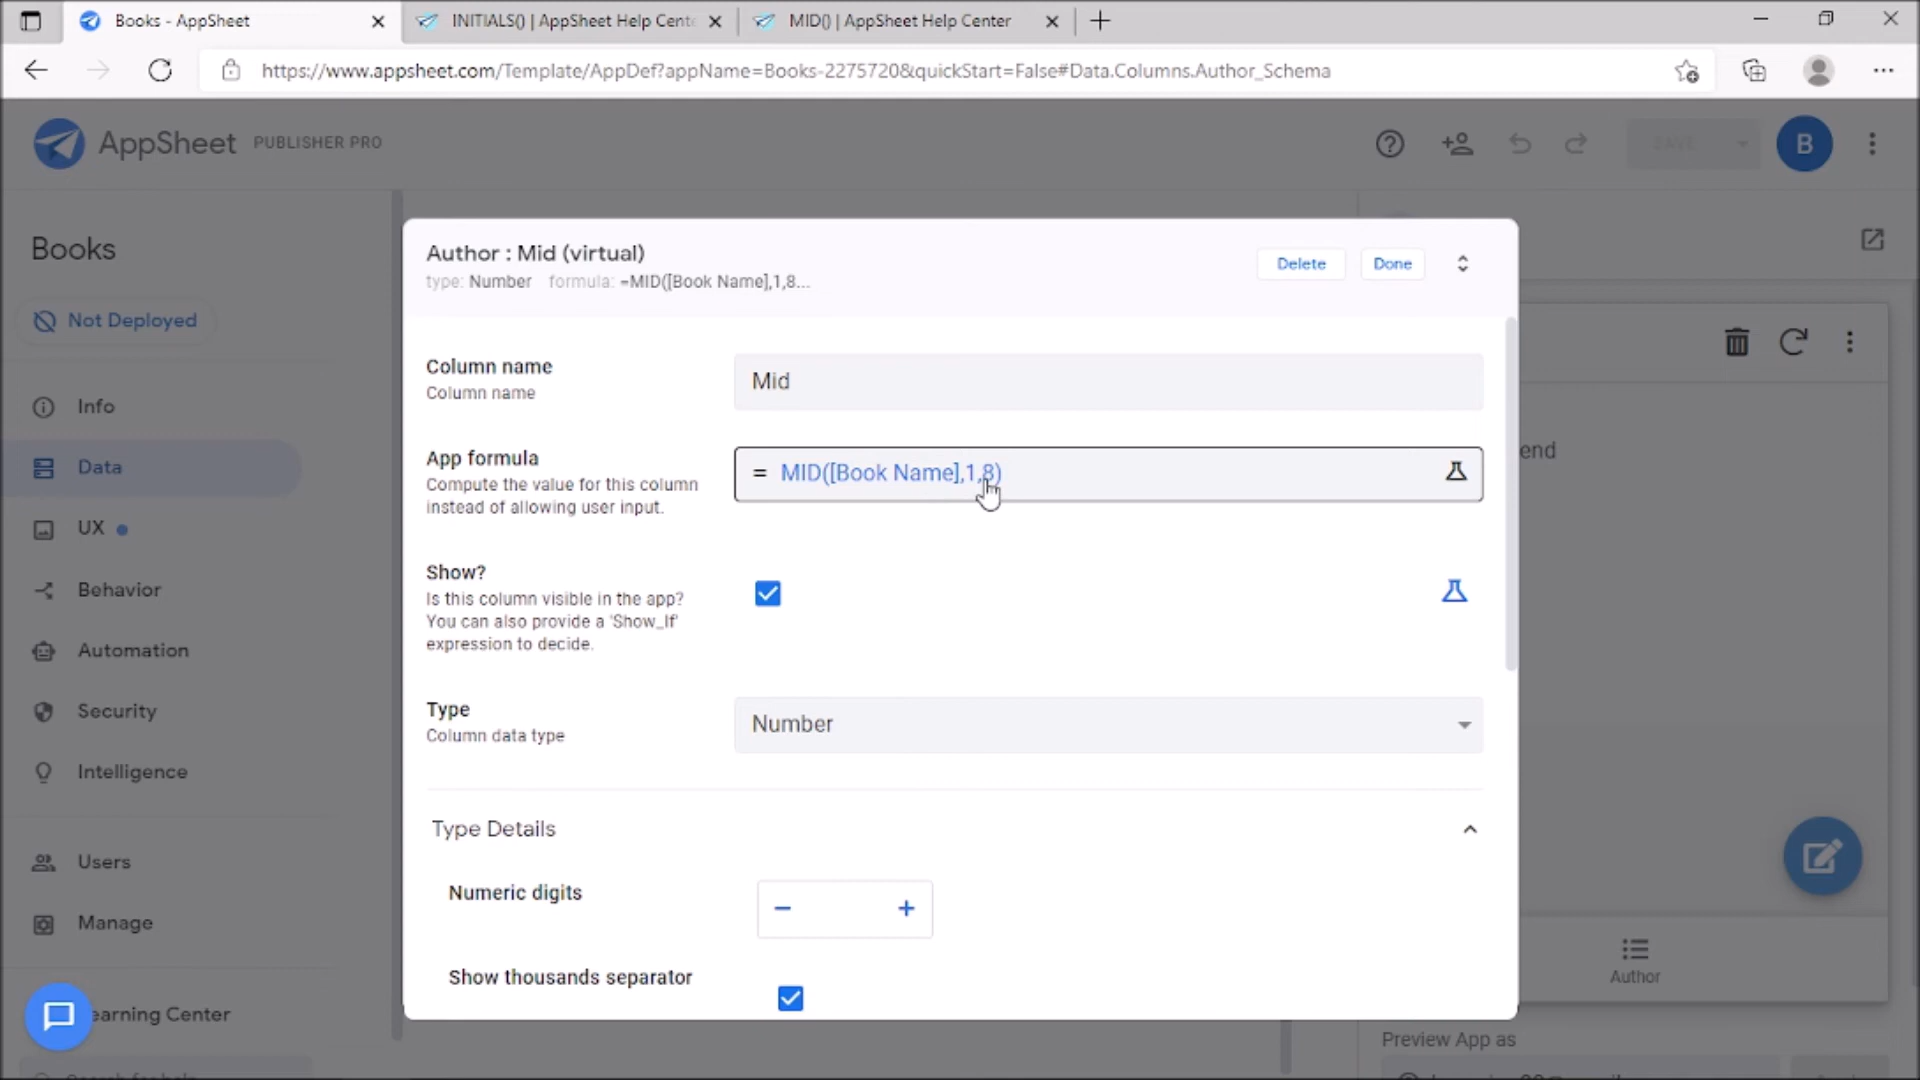 Books - AppSheet
INITIALS() | AppSheet Help Cente
MID() | AppSheet Help Center
https://www.appsheet.com/Template/AppDef?appName=Books-2275720&quickStart=False#Data.Columns.Author_Schema
AppSheet PUBLISHER PRO
SAVE
B
Books
Not Deployed
Info
Data
UX
Behavior
Automation
Security
Intelligence
Users
Manage
earning Center
Author : Mid (virtual)
type: Number formula: =MID([Book Name],1,8...
Delete
Done
Column name
Column name
Mid
App formula
Compute the value for this column
instead of allowing user input.
= MID([Book Name],1,8)
Show?
Is this column visible in the app?
You can also provide a 'Show_If'
expression to decide.
Type
Column data type
Number
Type Details
Numeric digits
Show thousands separator
end
Author
Preview App as